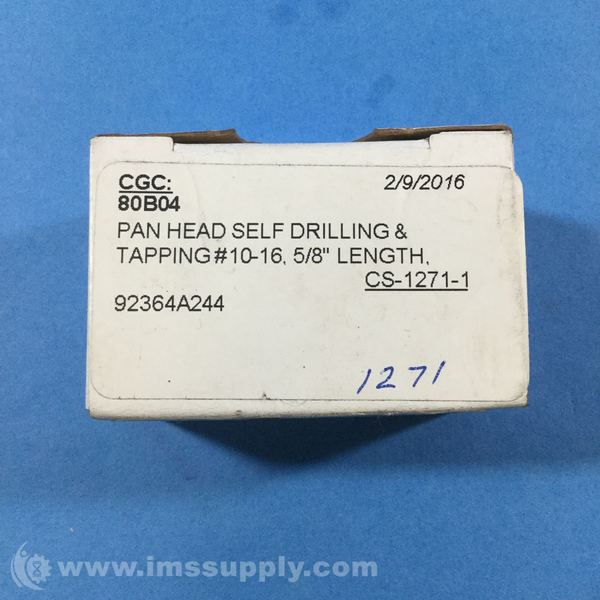 CGC: 2/9/2016
80B04
PAN HEAD SELF DRILLING &
TAPPING #10-16, 5/8" LENGTH,
CS-1271-1
92364A244
1271
www.imssupply.com